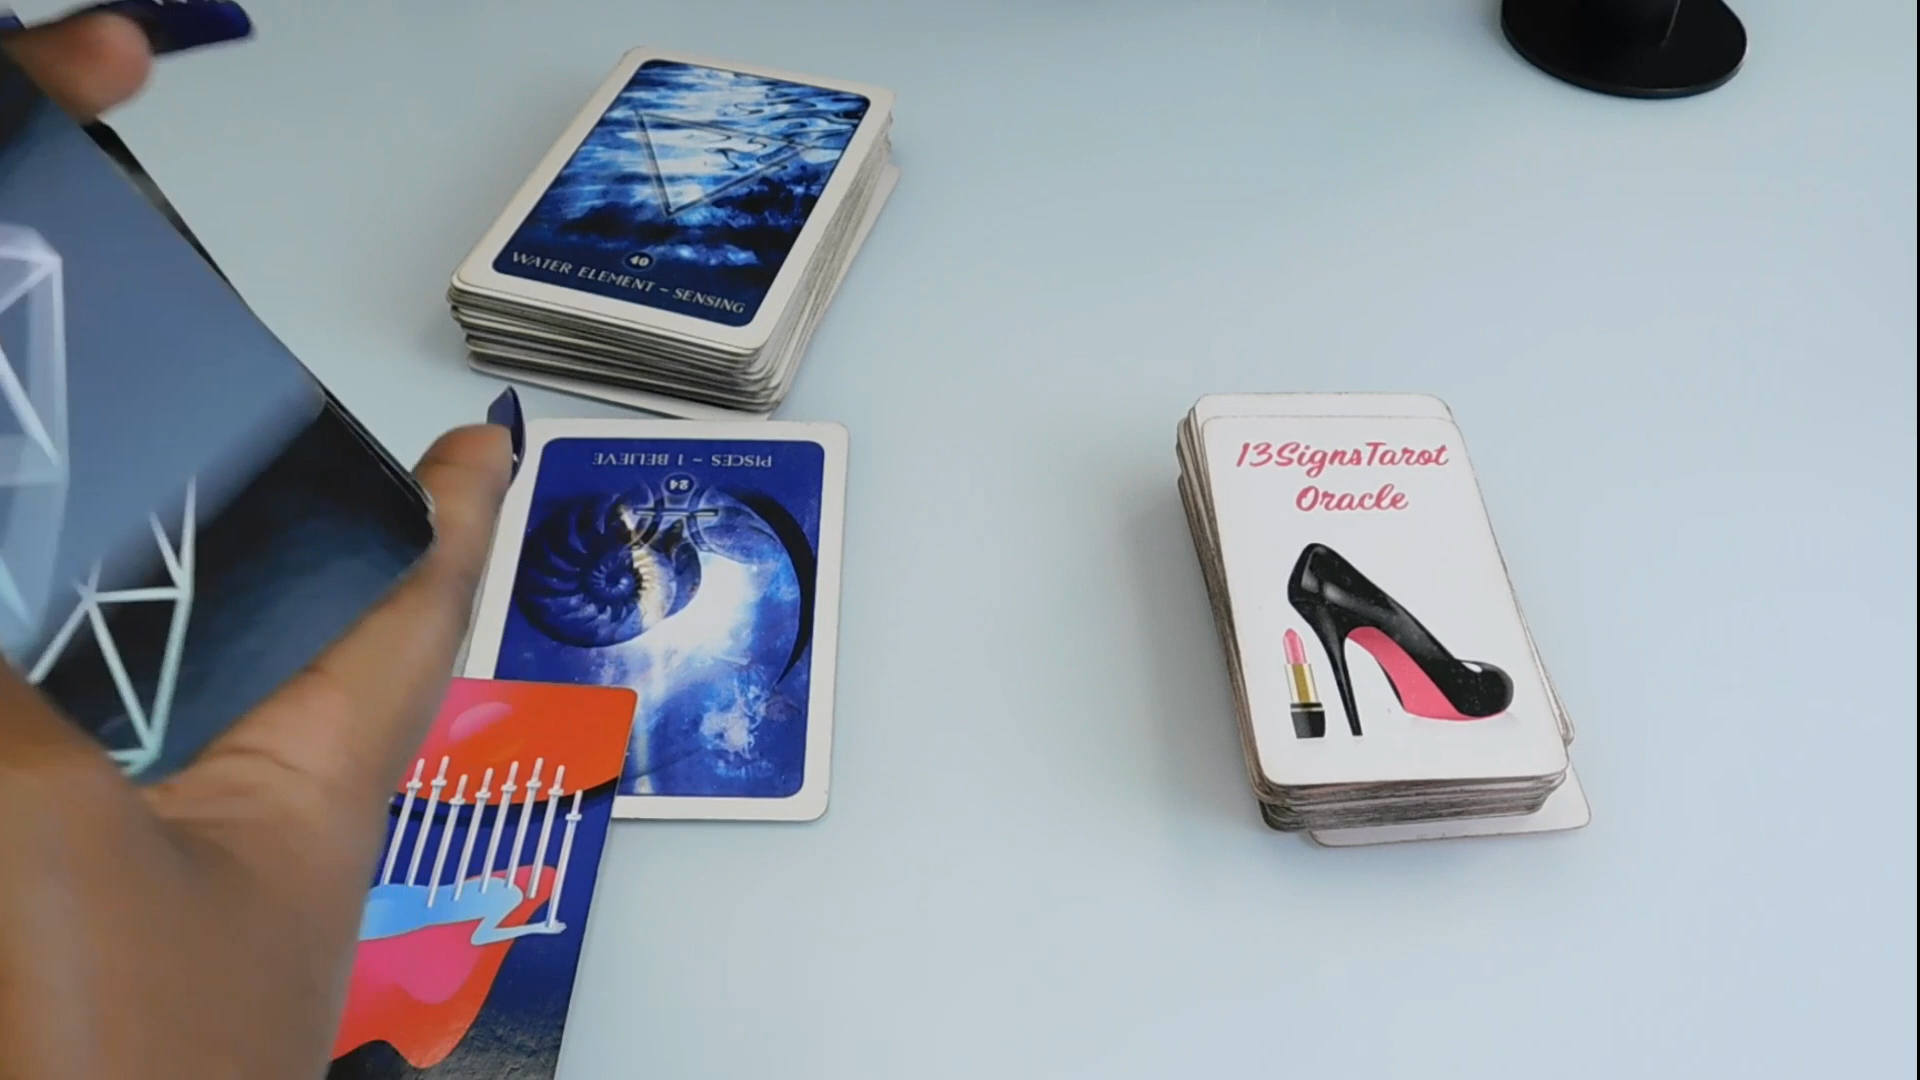 40
WATER ELEMENT ~ SENSING
PISCES ~ I BELIEVE
24
13SignsTarot
Oracle